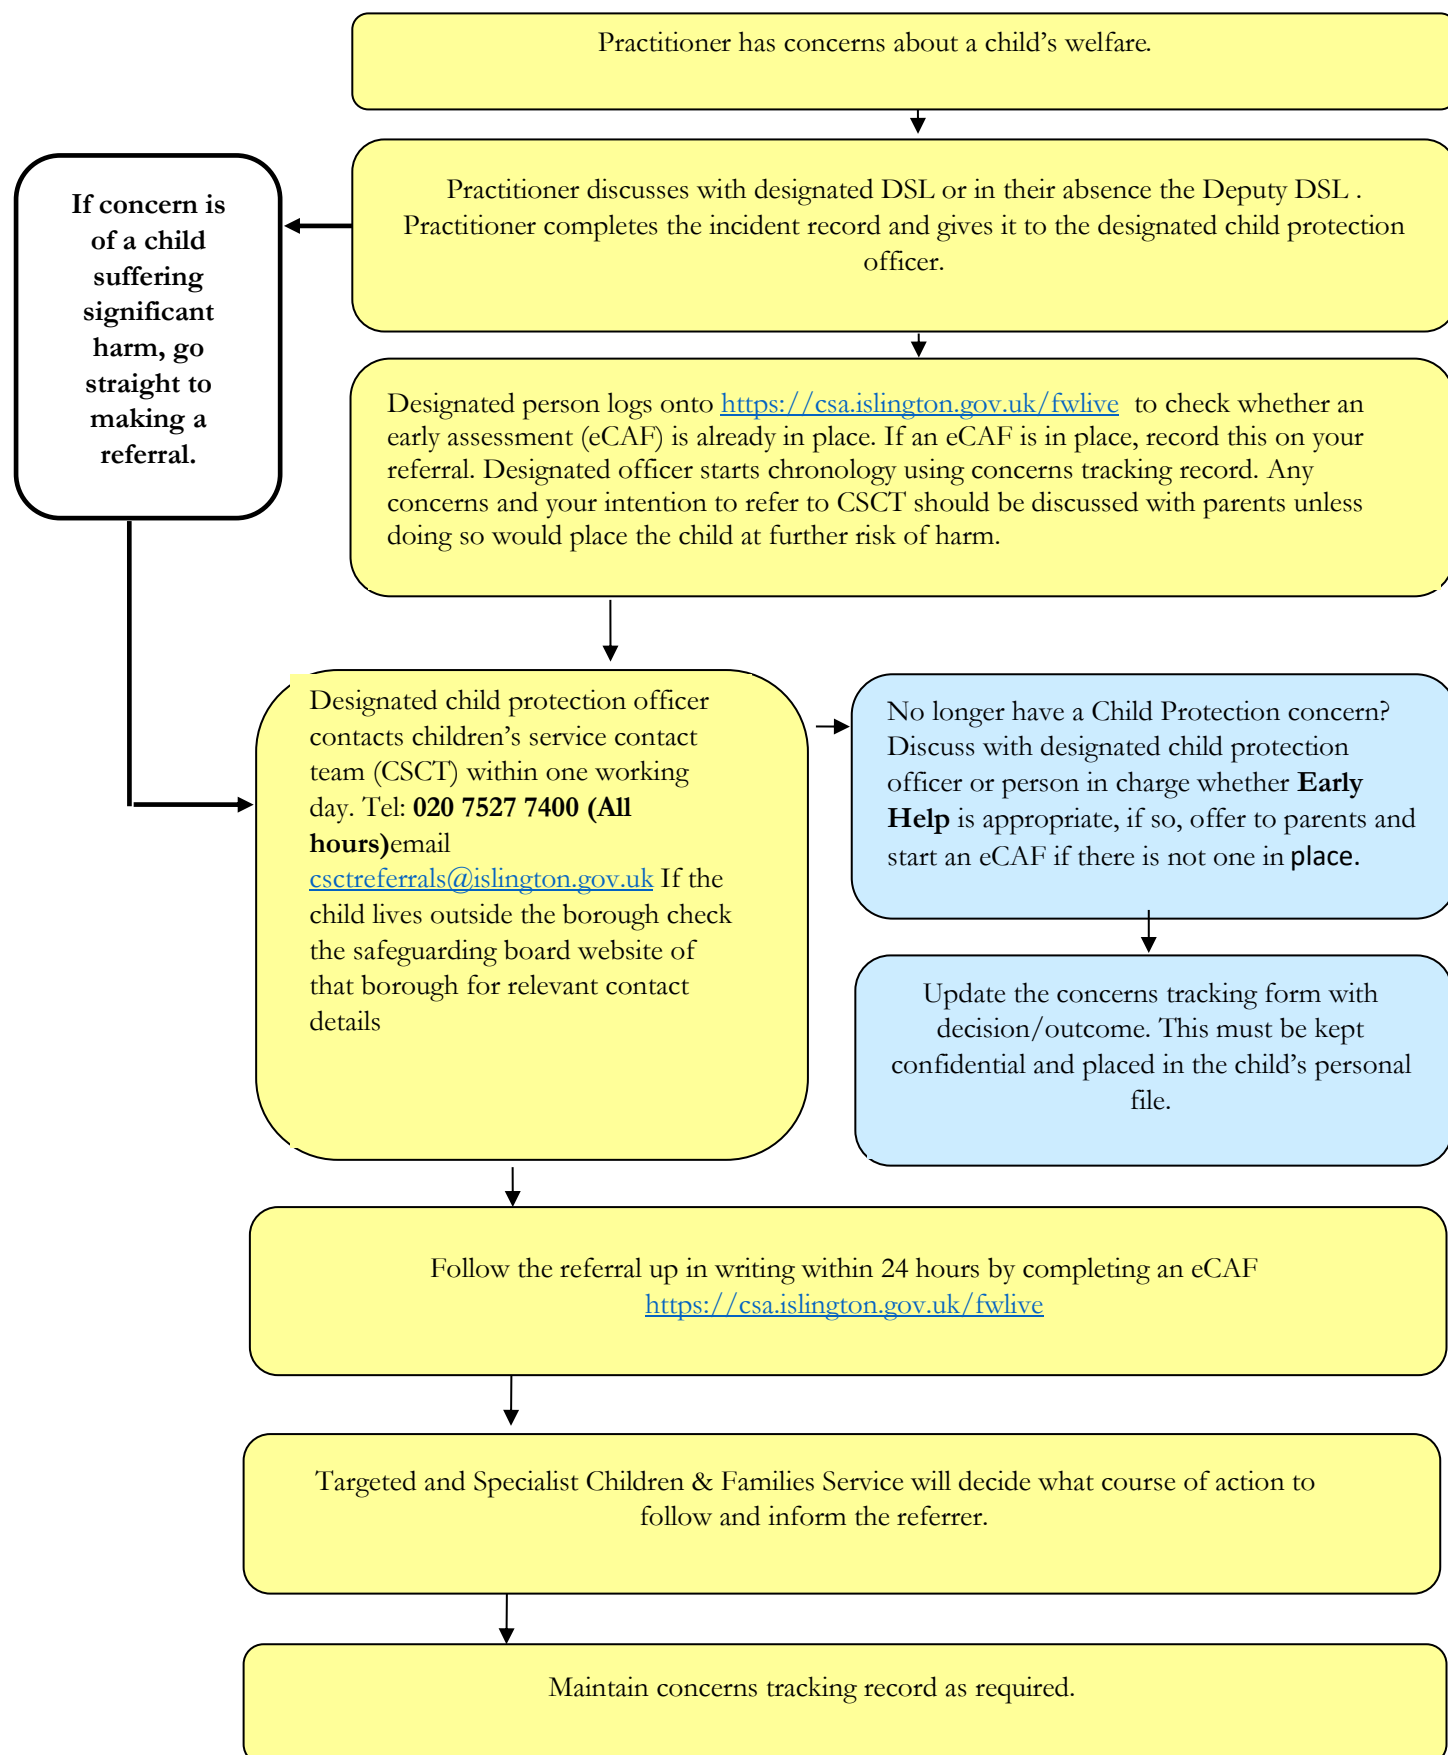 Practitioner has concerns about a child’s welfare.
Practitioner discusses with designated DSL or in their absence the Deputy DSL .
Practitioner completes the incident record and gives it to the designated child protection
officer.
If concern is
of a child
suffering
significant
harm, go
straight to
making a
referral.
Designated person logs onto https://csa.islington.gov.uk/fwlive to check whether an
early assessment (eCAF) is already in place. If an eCAF is in place, record this on your
referral. Designated officer starts chronology using concerns tracking record. Any
concerns and your intention to refer to CSCT should be discussed with parents unless
doing so would place the child at further risk of harm.
Designated child protection officer
contacts children’s service contact
team (CSCT) within one working
day. Tel: 020 7527 7400 (All
hours)email
csctreferrals@islington.gov.uk If the
child lives outside the borough check
the safeguarding board website of
that borough for relevant contact
details
No longer have a Child Protection concern?
Discuss with designated child protection
officer or person in charge whether Early
Help is appropriate, if so, offer to parents and
start an eCAF if there is not one in place.
Update the concerns tracking form with
decision/outcome. This must be kept
confidential and placed in the child’s personal
file.
Follow the referral up in writing within 24 hours by completing an eCAF
https://csa.islington.gov.uk/fwlive
Targeted and Specialist Children & Families Service will decide what course of action to
follow and inform the referrer.
Maintain concerns tracking record as required.